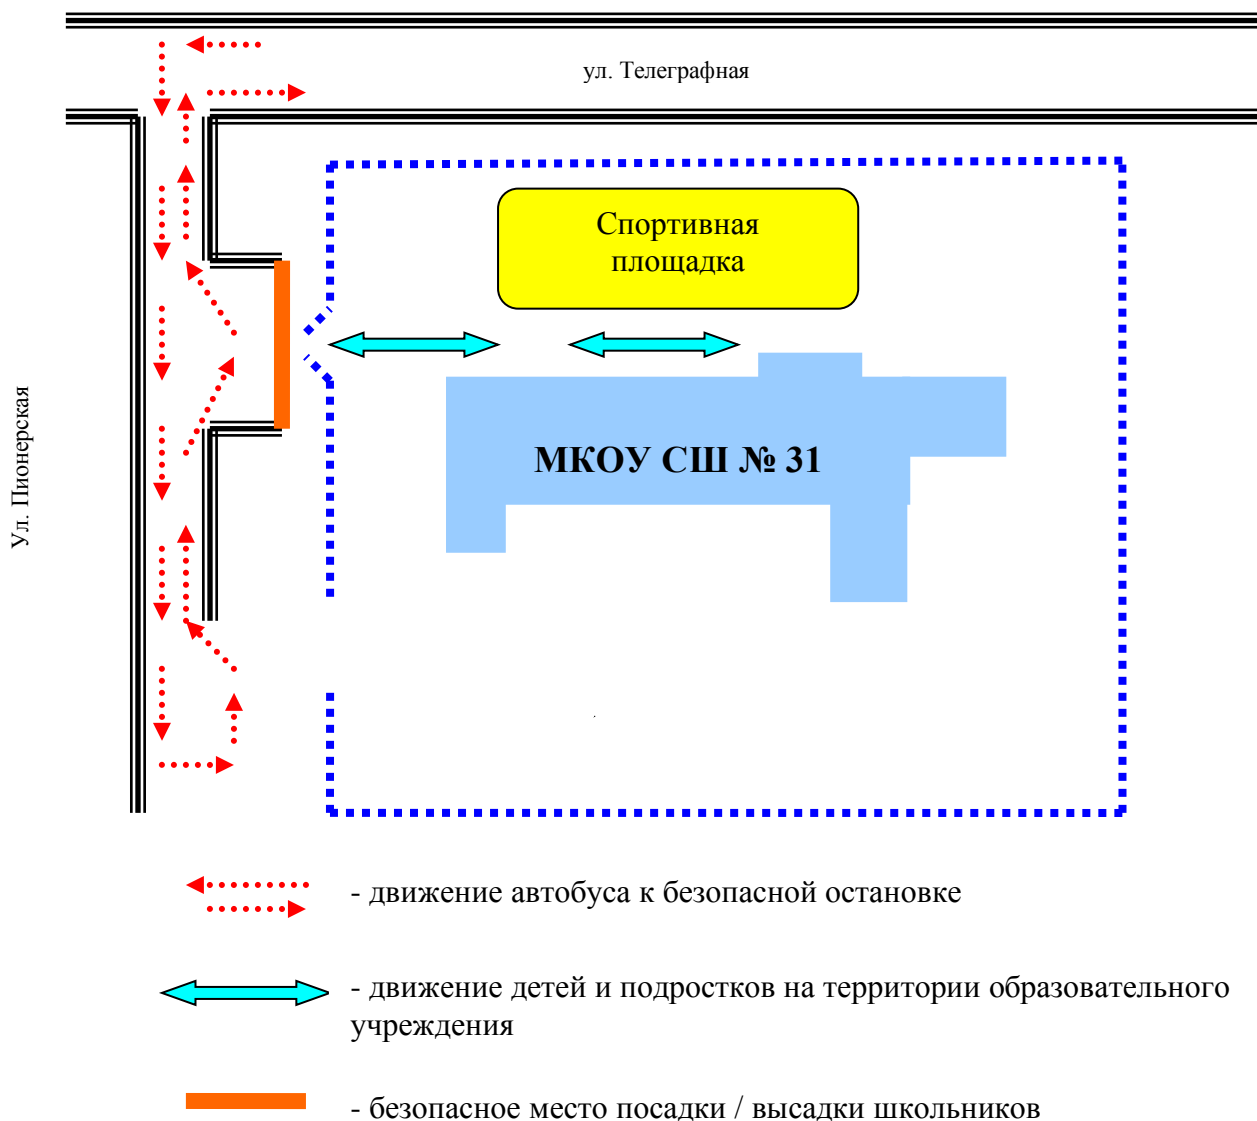 ул. Телеграфная
Спортивная
площадка
Ул. Пионерская
МКОУ СШ № 31
- движение автобуса к безопасной остановке
- движение детей и подростков на территории образовательного
учреждения
- безопасное место посадки / высадки школьников